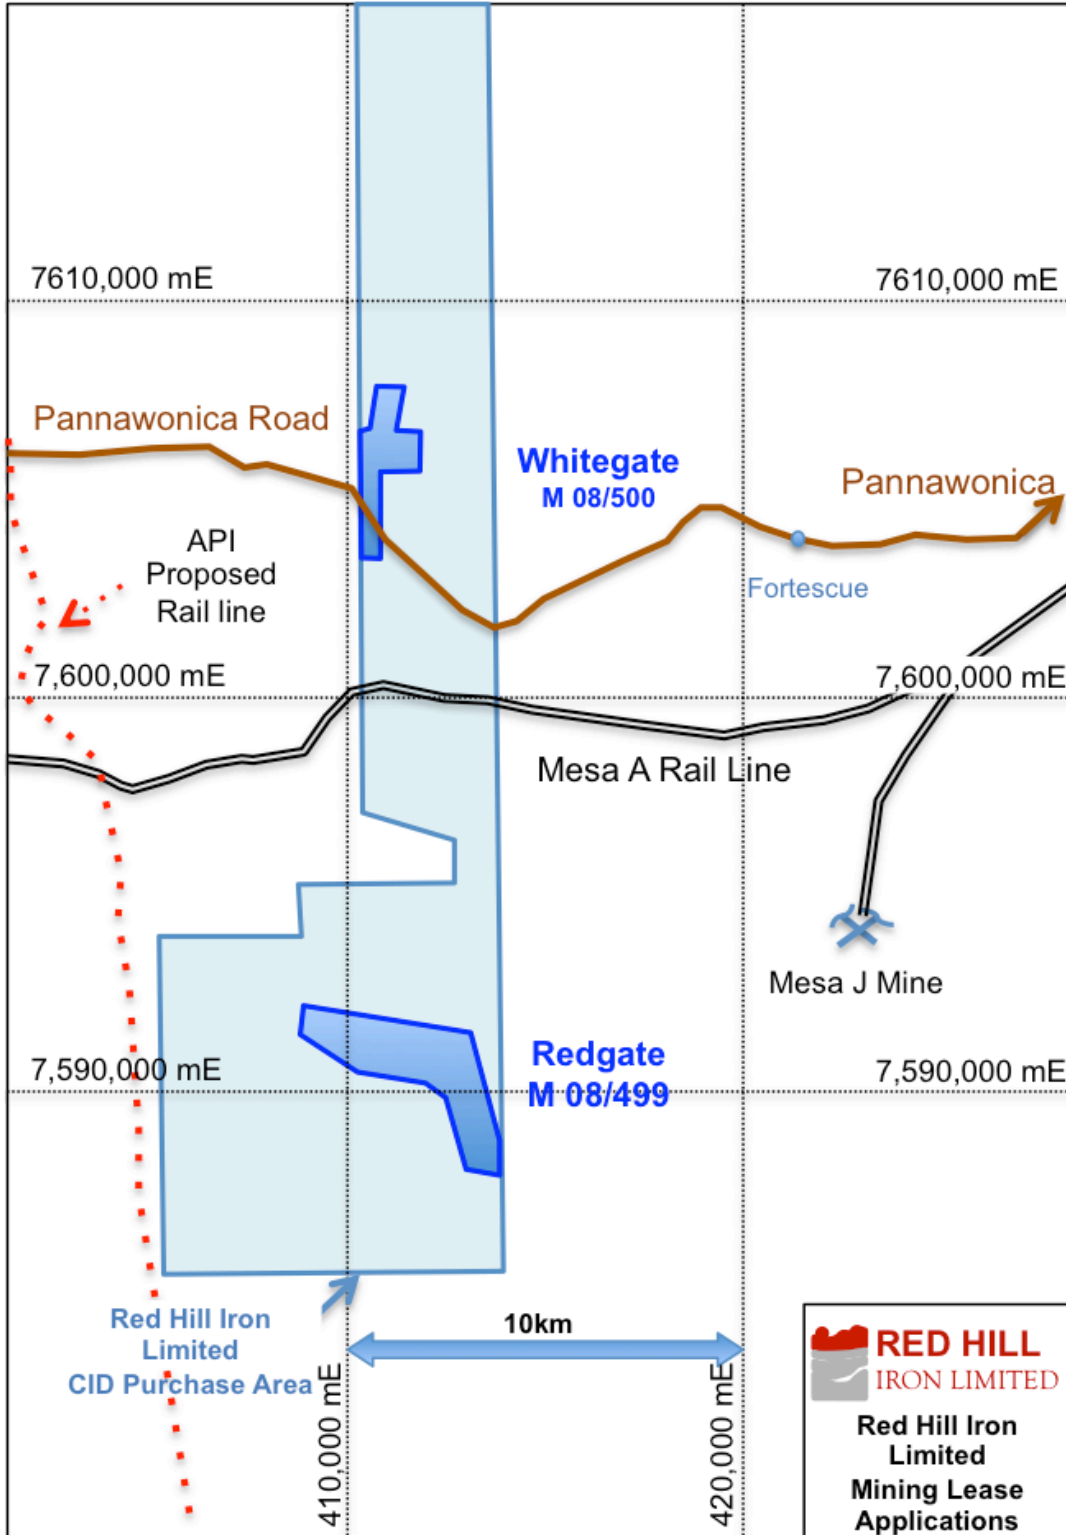 7610,000 mE
7610,000 mE
Pannawonica Road
Whitegate
M 08/500
Pannawonica
API
Proposed
Rail line
Fortescue
7,600,000 mE
7,600,000 mE
Mesa A Rail Line
Mesa J Mine
Redgate
M 08/499
7,590,000 mE
7,590,000 mE
Red Hill Iron
Limited
CID Purchase Area
10km
410,000 mE
420,000 mE
RED HILL
IRON LIMITED
Red Hill Iron
Limited
Mining Lease
Applications